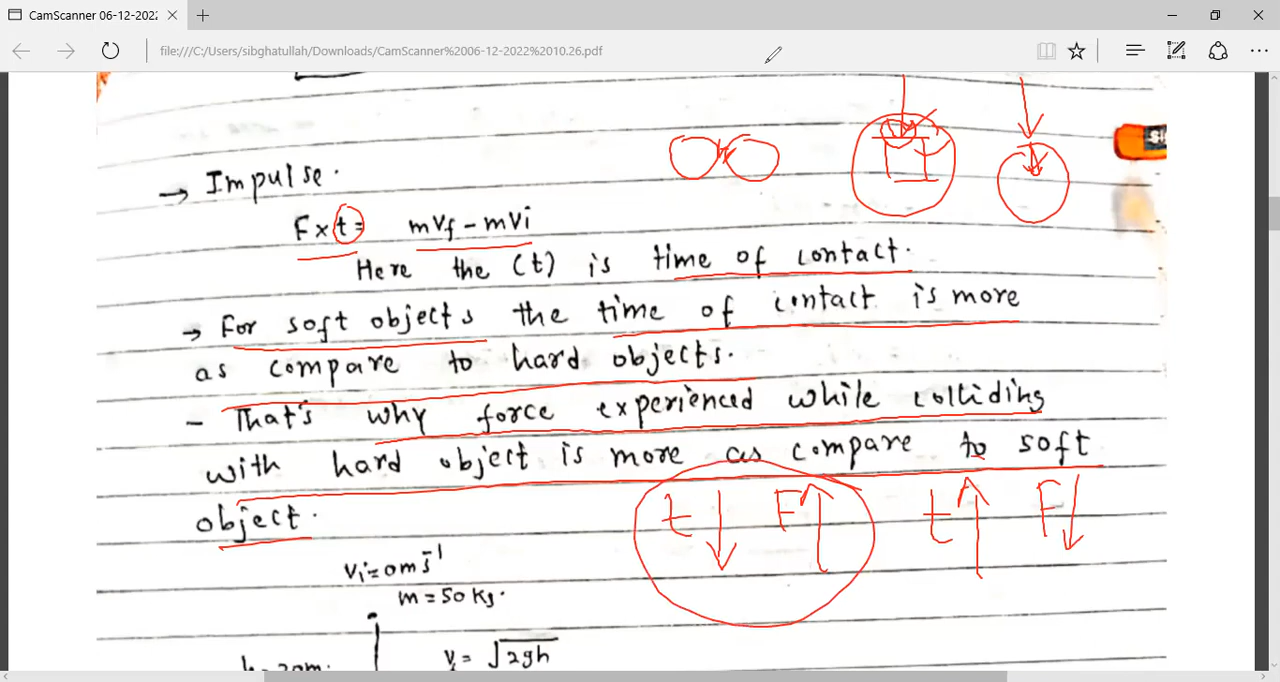 CamScanner 06-12-2022
file:///C:/Users/sibghatullah/Downloads/CamScanner%2006-12-2022%2010.26.pdf
→ Impulse.
F x t = mVf - mVi
Here the (t) is time of contact.
→ For soft objects the time of contact is more
as compare to hard objects.
- That's why force experienced while colliding
with hard object is more as compare to soft
object.
t ↓ F ↑ t ↑ F ↓
Vi = 0 m s⁻¹
m = 50 kg.
= √2gh